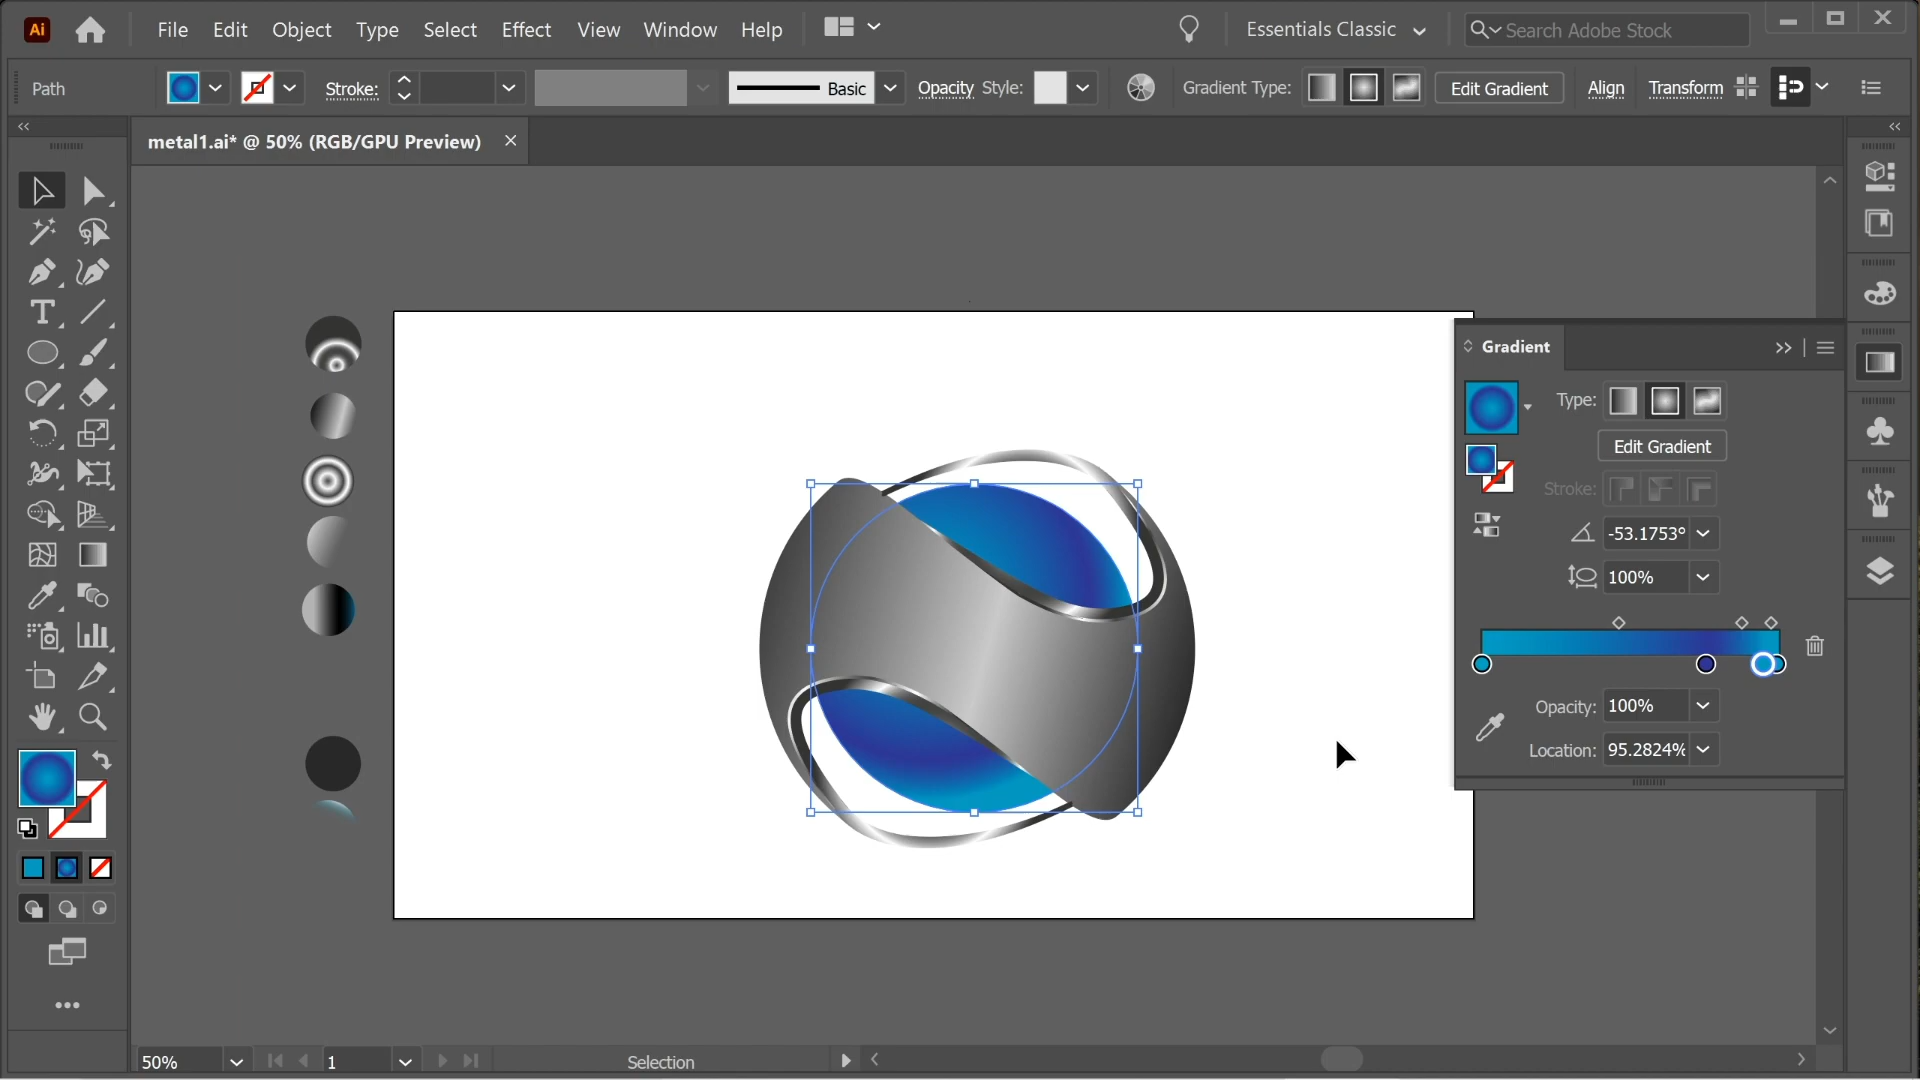 Ai File Edit Object Type Select Effect View Window Help Essentials Classic Search Adobe Stock
Path Stroke: Basic Opacity Style: Gradient Type: Edit Gradient Align Transform
metal1.ai* @ 50% (RGB/GPU Preview)
Gradient
Type:
Edit Gradient
Stroke:
-53.1753°
100%
Opacity: 100%
Location: 95.2824%
50% 1 Selection